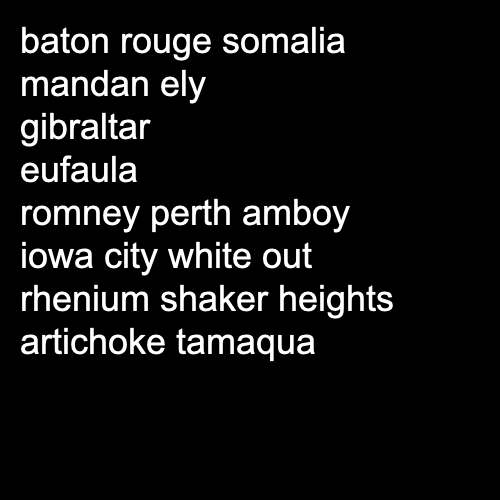 baton rouge somalia
mandan ely
gibraltar
eufaula
romney perth amboy
iowa city white out
rhenium shaker heights
artichoke tamaqua